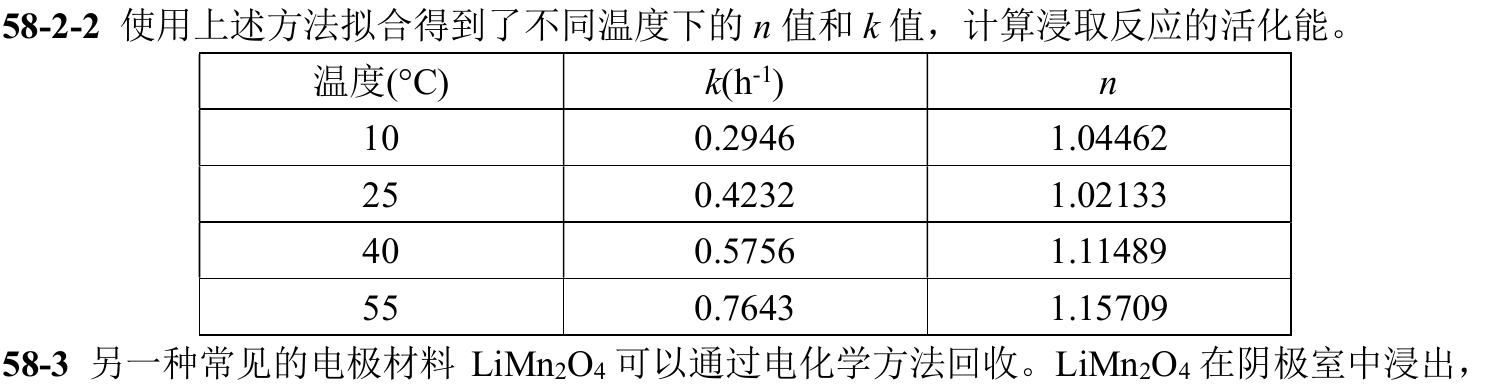 58-2-2 使用上述方法拟合得到了不同温度下的 n 值和 k 值，计算浸取反应的活化能。
温度(°C) k(h-1) n
10 0.2946 1.04462
25 0.4232 1.02133
40 0.5756 1.11489
55 0.7643 1.15709
58-3 另一种常见的电极材料 LiMn2O4 可以通过电化学方法回收。LiMn2O4 在阴极室中浸出，